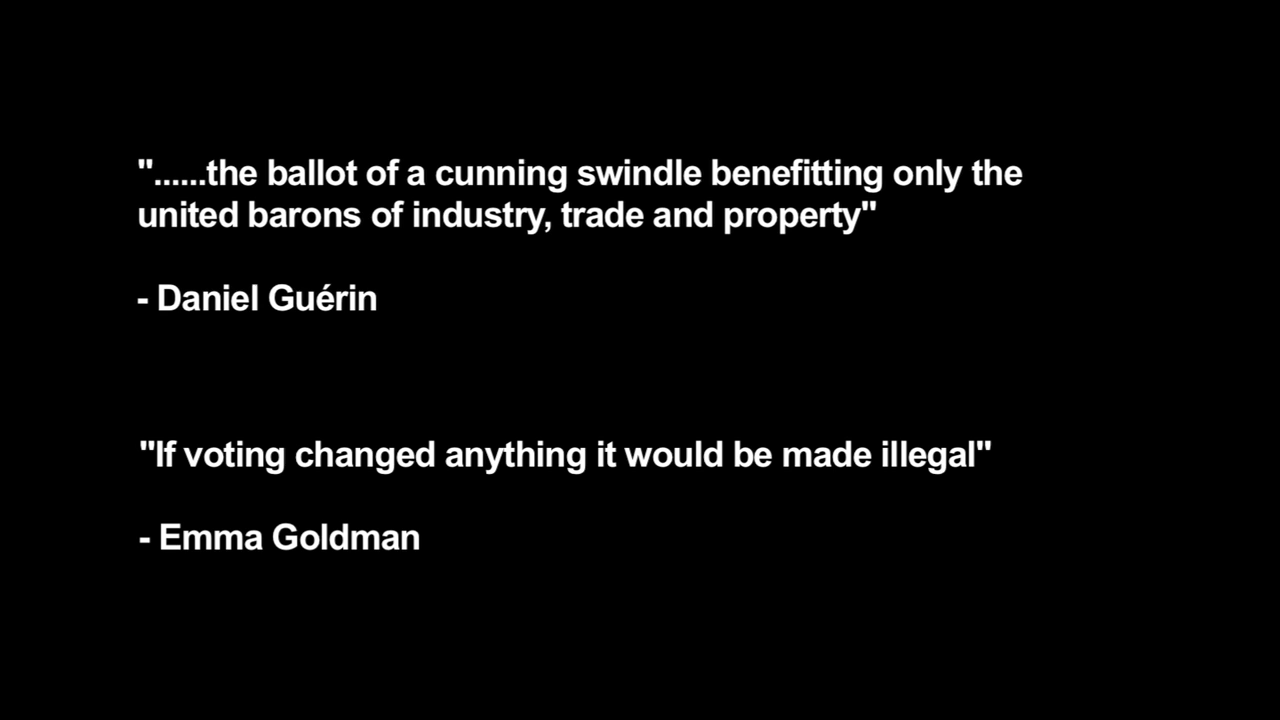 "......the ballot of a cunning swindle benefitting only the
united barons of industry, trade and property"
- Daniel Guérin
"If voting changed anything it would be made illegal"
- Emma Goldman